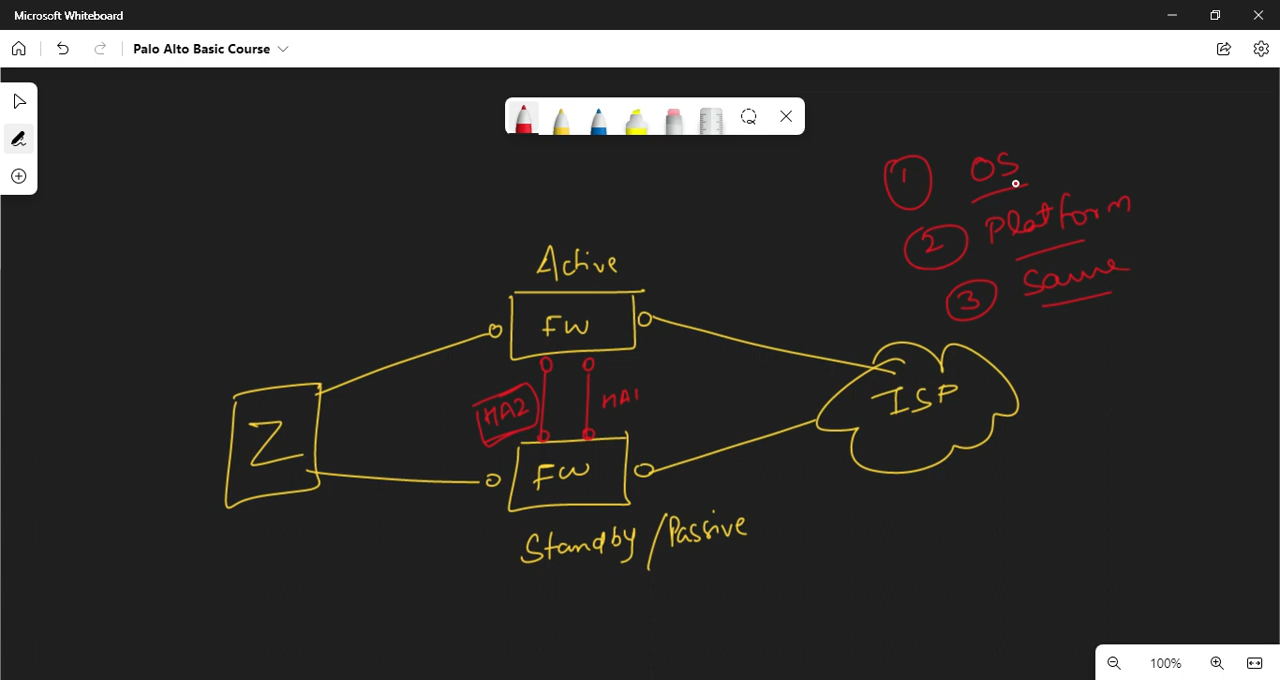 Microsoft Whiteboard
Palo Alto Basic Course
1 OS
2 Platform
3 Same
Active
FW
HA2 HA1
Z
FW
ISP
Standby/Passive
100%